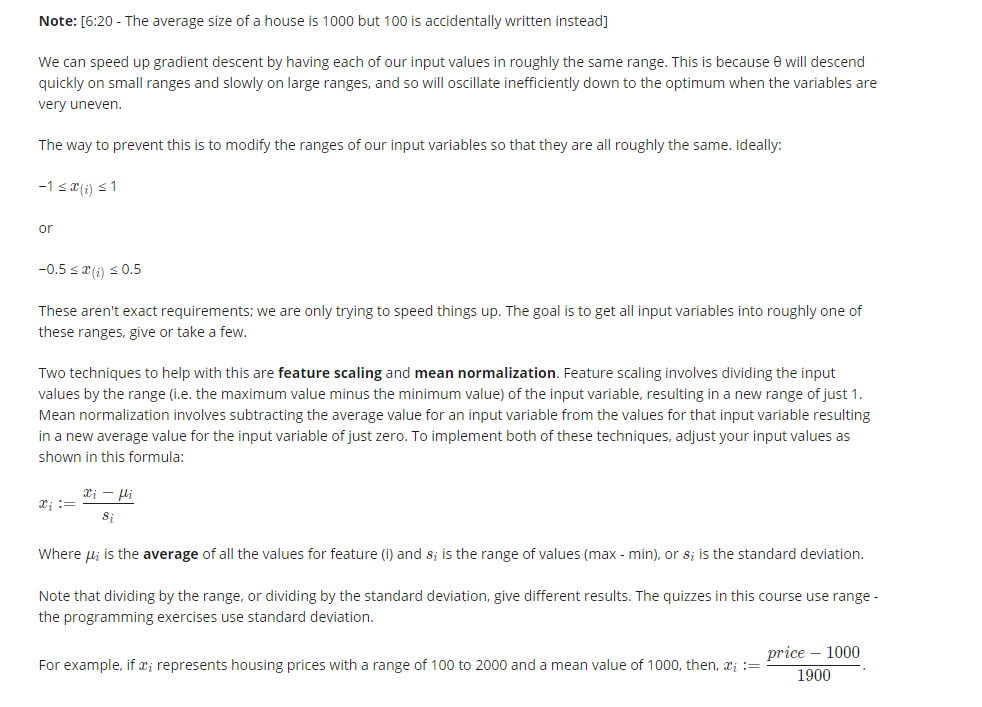 Note: [6:20 - The average size of a house is 1000 but 100 is accidentally written instead]
We can speed up gradient descent by having each of our input values in roughly the same range. This is because θ will descend
quickly on small ranges and slowly on large ranges, and so will oscillate inefficiently down to the optimum when the variables are
very uneven.
The way to prevent this is to modify the ranges of our input variables so that they are all roughly the same. Ideally:
−1 ≤ x_(i) ≤ 1
or
−0.5 ≤ x_(i) ≤ 0.5
These aren't exact requirements; we are only trying to speed things up. The goal is to get all input variables into roughly one of
these ranges, give or take a few.
Two techniques to help with this are feature scaling and mean normalization. Feature scaling involves dividing the input
values by the range (i.e. the maximum value minus the minimum value) of the input variable, resulting in a new range of just 1.
Mean normalization involves subtracting the average value for an input variable from the values for that input variable resulting
in a new average value for the input variable of just zero. To implement both of these techniques, adjust your input values as
shown in this formula:
x_i := (x_i − μ_i) / s_i
Where μ_i is the average of all the values for feature (i) and s_i is the range of values (max - min), or s_i is the standard deviation.
Note that dividing by the range, or dividing by the standard deviation, give different results. The quizzes in this course use range -
the programming exercises use standard deviation.
For example, if x_i represents housing prices with a range of 100 to 2000 and a mean value of 1000, then, x_i := (price − 1000) / 1900.